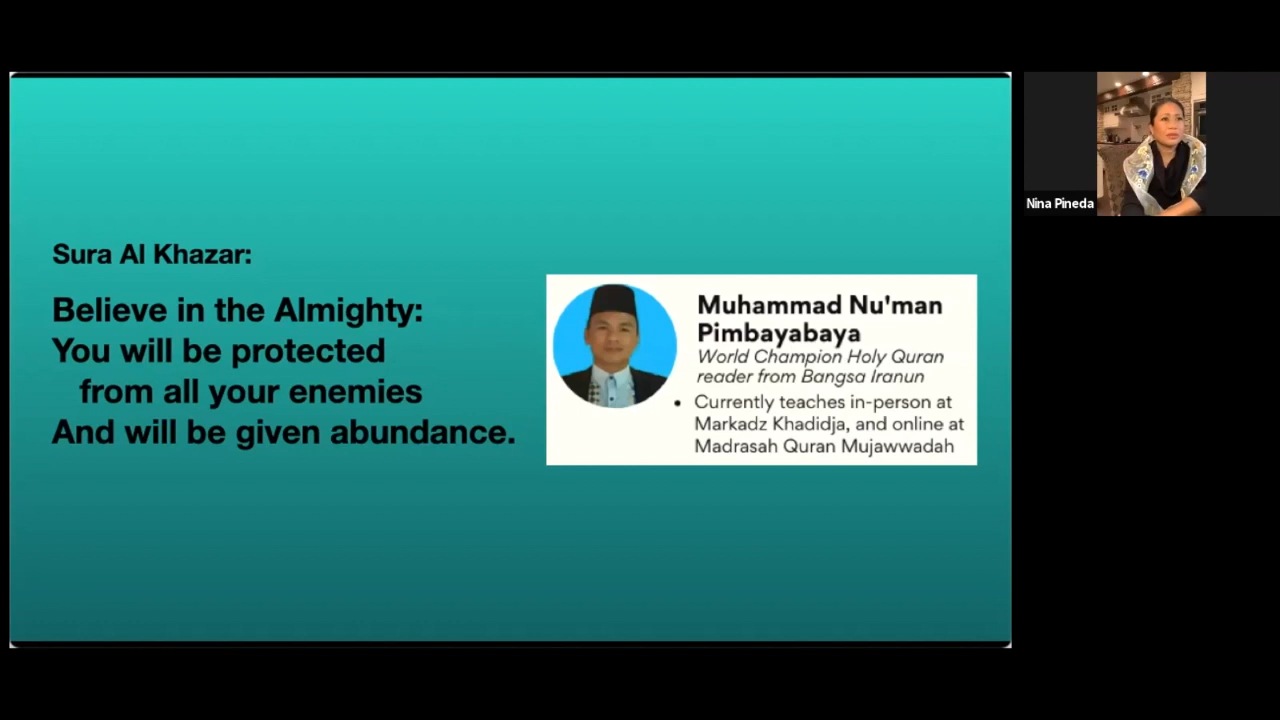 Sura Al Khazar:
Believe in the Almighty:
You will be protected
from all your enemies
And will be given abundance.
Muhammad Nu'man
Pimbayabaya
World Champion Holy Quran
reader from Bangsa Iranun
• Currently teaches in-person at
Markadz Khadidja, and online at
Madrasah Quran Mujawwadah
Nina Pineda